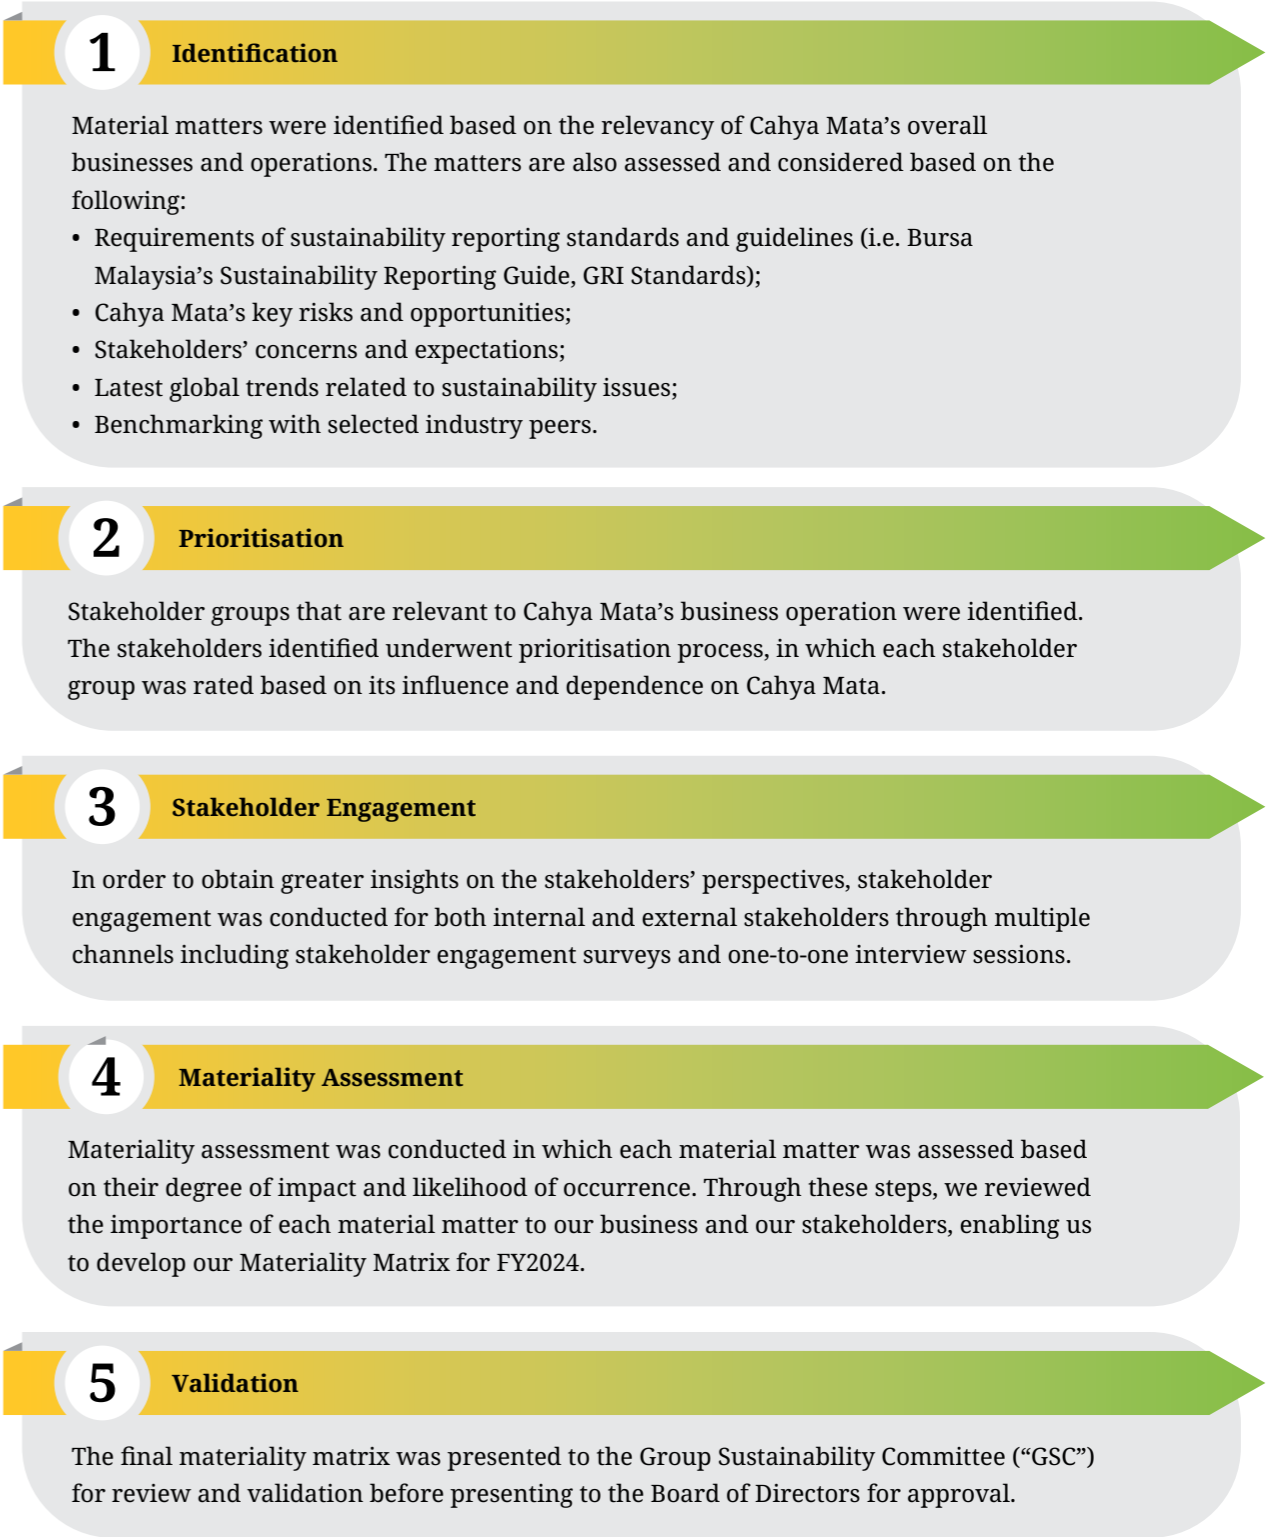 1
Identification
Material matters were identified based on the relevancy of Cahya Mata’s overall
businesses and operations. The matters are also assessed and considered based on the
following:
• Requirements of sustainability reporting standards and guidelines (i.e. Bursa
Malaysia’s Sustainability Reporting Guide, GRI Standards);
• Cahya Mata’s key risks and opportunities;
• Stakeholders’ concerns and expectations;
• Latest global trends related to sustainability issues;
• Benchmarking with selected industry peers.
2
Prioritisation
Stakeholder groups that are relevant to Cahya Mata’s business operation were identified.
The stakeholders identified underwent prioritisation process, in which each stakeholder
group was rated based on its influence and dependence on Cahya Mata.
3
Stakeholder Engagement
In order to obtain greater insights on the stakeholders’ perspectives, stakeholder
engagement was conducted for both internal and external stakeholders through multiple
channels including stakeholder engagement surveys and one-to-one interview sessions.
4
Materiality Assessment
Materiality assessment was conducted in which each material matter was assessed based
on their degree of impact and likelihood of occurrence. Through these steps, we reviewed
the importance of each material matter to our business and our stakeholders, enabling us
to develop our Materiality Matrix for FY2024.
5
Validation
The final materiality matrix was presented to the Group Sustainability Committee (“GSC”)
for review and validation before presenting to the Board of Directors for approval.